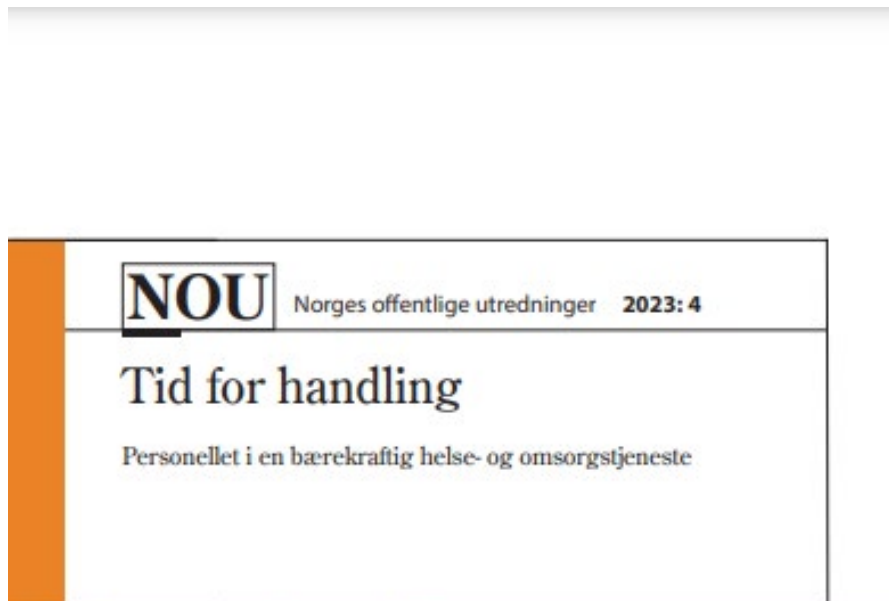 NOU Norges offentlige utredninger 2023: 4
Tid for handling
Personellet i en bærekraftig helse- og omsorgstjeneste